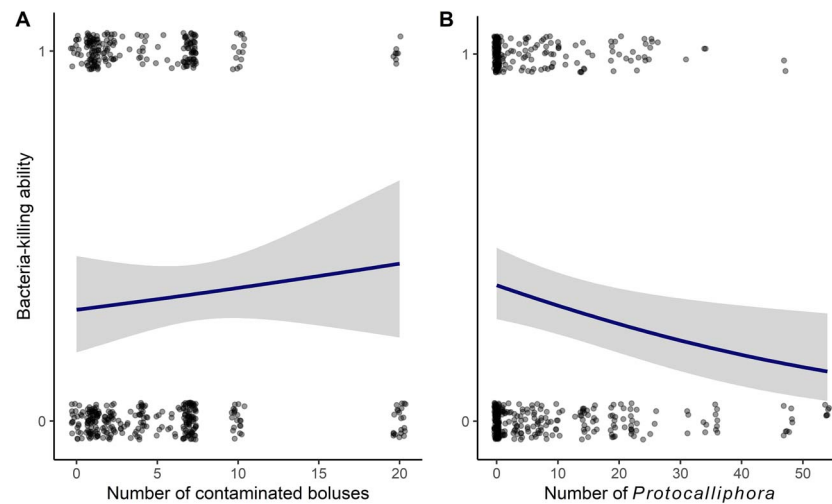 A
B
Bacteria-killing ability
1
0
0 5 10 15 20
Number of contaminated boluses
1
0
0 10 20 30 40 50
Number of Protocalliphora